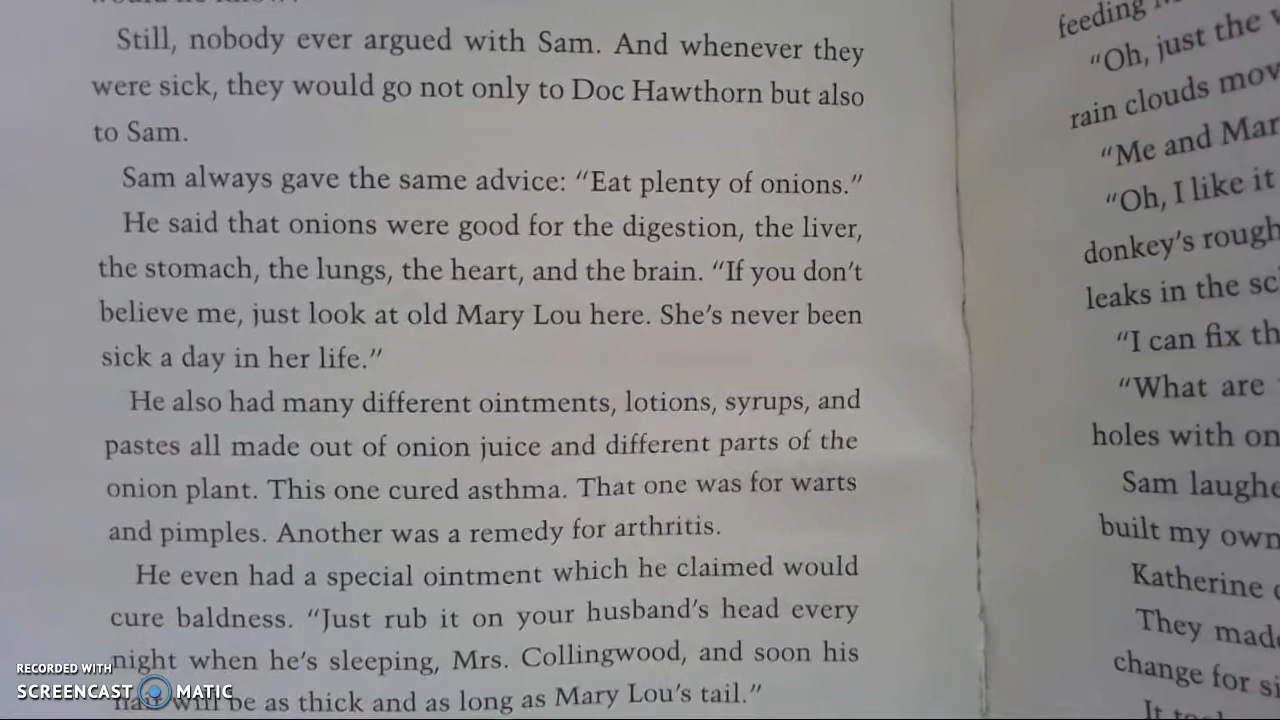 Still, nobody ever argued with Sam. And whenever they
were sick, they would go not only to Doc Hawthorn but also
to Sam.
Sam always gave the same advice: “Eat plenty of onions.”
He said that onions were good for the digestion, the liver,
the stomach, the lungs, the heart, and the brain. “If you don’t
believe me, just look at old Mary Lou here. She’s never been
sick a day in her life.”
He also had many different ointments, lotions, syrups, and
pastes all made out of onion juice and different parts of the
onion plant. This one cured asthma. That one was for warts
and pimples. Another was a remedy for arthritis.
He even had a special ointment which he claimed would
cure baldness. “Just rub it on your husband’s head every
night when he’s sleeping, Mrs. Collingwood, and soon his
hair will be as thick and as long as Mary Lou’s tail.”
feeding
“Oh, just the
rain clouds
“Me and
“Oh, I like it
donkey’s
leaks in the
“I can fix
“What are
holes with
Sam
built my own
Katherine
They
change for
It
RECORDED WITH
SCREENCAST MATIC